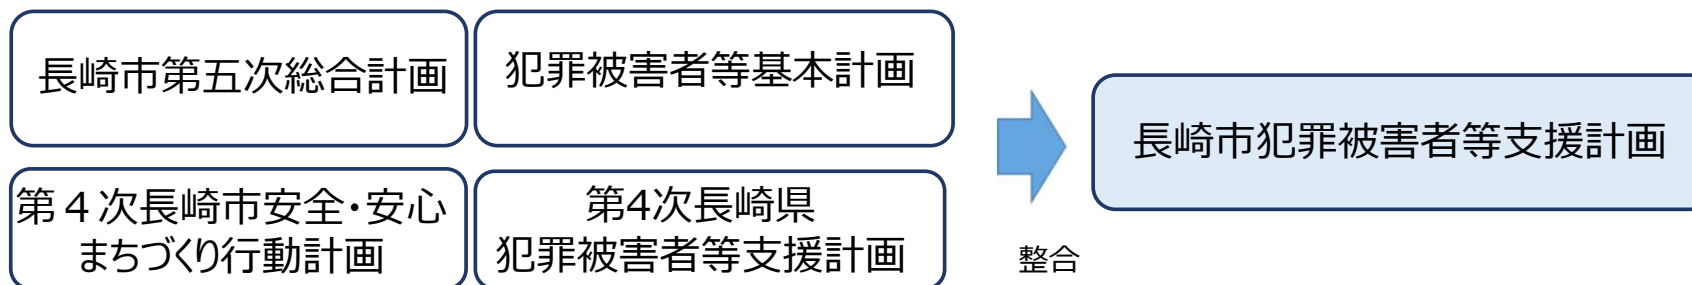 長崎市第五次総合計画
犯罪被害者等基本計画
第４次長崎市安全・安心
まちづくり行動計画
第4次長崎県
犯罪被害者等支援計画
整合
長崎市犯罪被害者等支援計画